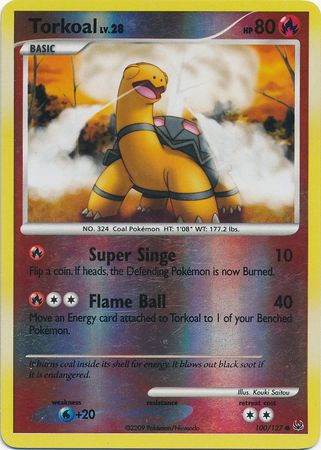 Torkoal LV.28 HP 80
BASIC
NO. 324 Coal Pokémon HT: 1'08" WT: 177.2 lbs.
Super Singe 10
Flip a coin. If heads, the Defending Pokémon is now Burned.
Flame Ball 40
Move an Energy card attached to Torkoal to 1 of your Benched
Pokémon.
It burns coal inside its shell for energy. It blows out black soot if
it is endangered.
Illus. Kouki Saitou
weakness resistance retreat cost
+20
©2009 Pokémon/Nintendo 100/127